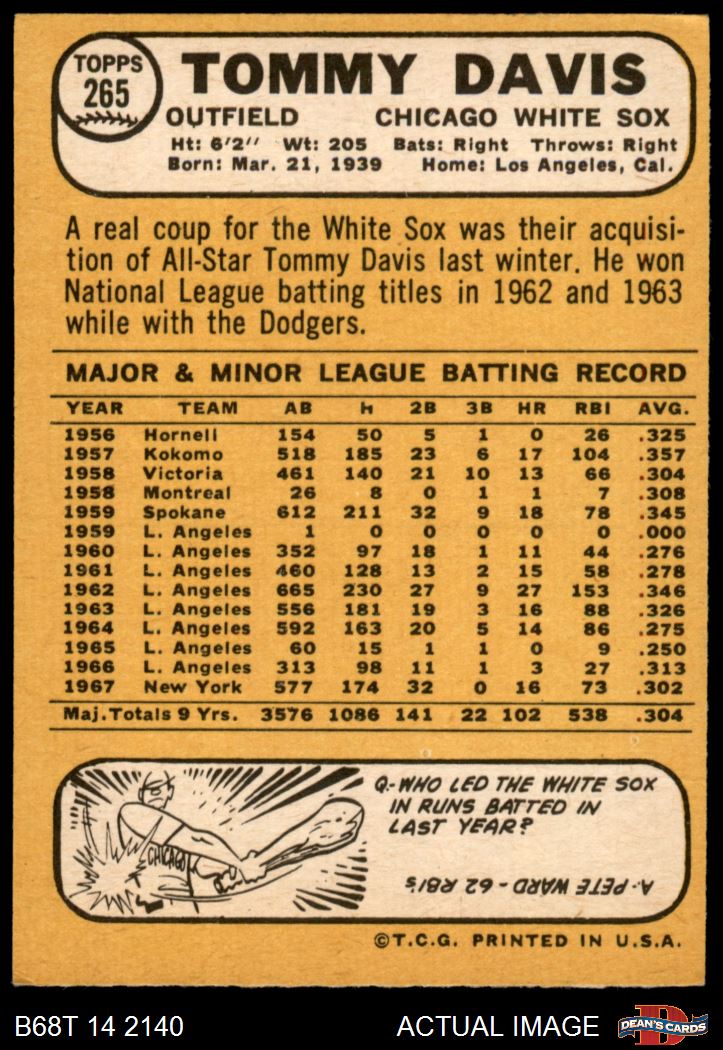 TOPPS
265
TOMMY DAVIS
OUTFIELD CHICAGO WHITE SOX
Ht: 6'2" Wt: 205 Bats: Right Throws: Right
Born: Mar. 21, 1939 Home: Los Angeles, Cal.
A real coup for the White Sox was their acquisi-
tion of All-Star Tommy Davis last winter. He won
National League batting titles in 1962 and 1963
while with the Dodgers.
MAJOR & MINOR LEAGUE BATTING RECORD
YEAR TEAM AB h 2B 3B HR RBI AVG.
1956 Hornell 154 50 5 1 0 26 .325
1957 Kokomo 518 185 23 6 17 104 .357
1958 Victoria 461 140 21 10 13 66 .304
1958 Montreal 26 8 0 1 1 7 .308
1959 Spokane 612 211 32 9 18 78 .345
1959 L. Angeles 1 0 0 0 0 0 .000
1960 L. Angeles 352 97 18 1 11 44 .276
1961 L. Angeles 460 128 13 2 15 58 .278
1962 L. Angeles 665 230 27 9 27 153 .346
1963 L. Angeles 556 181 19 3 16 88 .326
1964 L. Angeles 592 163 20 5 14 86 .275
1965 L. Angeles 60 15 1 1 0 9 .250
1966 L. Angeles 313 98 11 1 3 27 .313
1967 New York 577 174 32 0 16 73 .302
Maj. Totals 9 Yrs. 3576 1086 141 22 102 538 .304
Q.-WHO LED THE WHITE SOX
IN RUNS BATTED IN
LAST YEAR?
CHICAGO
A.-PETE WARD-62 RBI's
©T.C.G. PRINTED IN U.S.A.
B68T 14 2140 ACTUAL IMAGE
D
DEAN'S CARDS